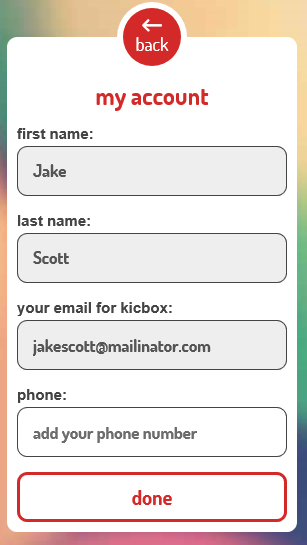 back
my account
first name:
Jake
last name:
Scott
your email for kicbox:
jakescott@mailinator.com
phone:
add your phone number
done